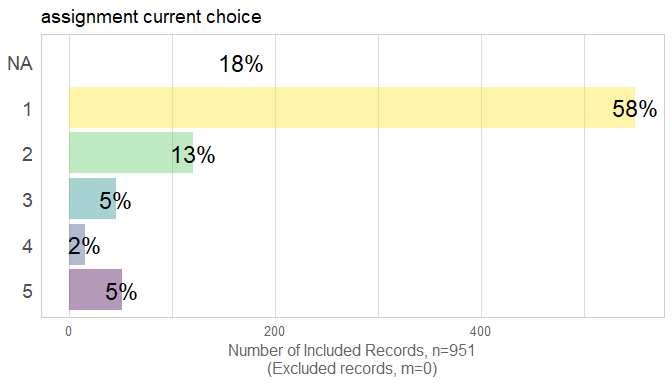 assignment current choice
NA 18%
1 58%
2 13%
3 5%
4 2%
5 5%
0 200 400
Number of Included Records, n=951
(Excluded records, m=0)